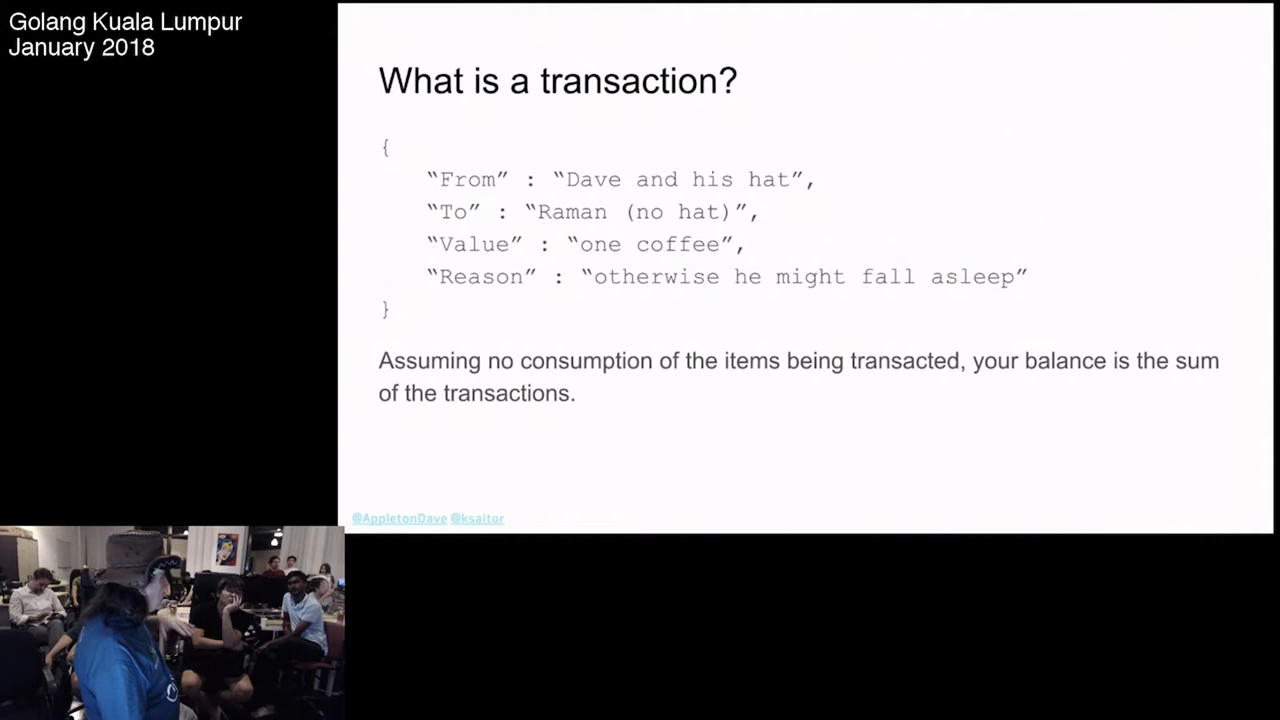 Golang Kuala Lumpur
January 2018
What is a transaction?
{
“From” : “Dave and his hat”,
“To” : “Raman (no hat)”,
“Value” : “one coffee”,
“Reason” : “otherwise he might fall asleep”
}
Assuming no consumption of the items being transacted, your balance is the sum
of the transactions.
@AppletonDave @ksaitor